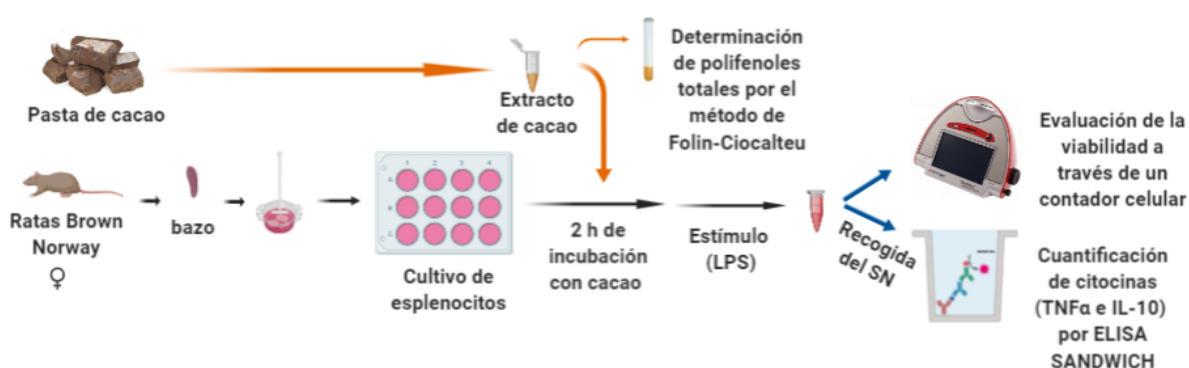 Pasta de cacao
Extracto
de cacao
Determinación
de polifenoles
totales por el
método de
Folin-Ciocalteu
Ratas Brown
Norway
♀
bazo
1 2 3 4
A
B
C
Cultivo de
esplenocitos
2 h de
incubación
con cacao
Estímulo
(LPS)
Recogida
del SN
Evaluación de la
viabilidad a
través de un
contador celular
Cuantificación
de citocinas
(TNFα e IL-10)
por ELISA
SANDWICH